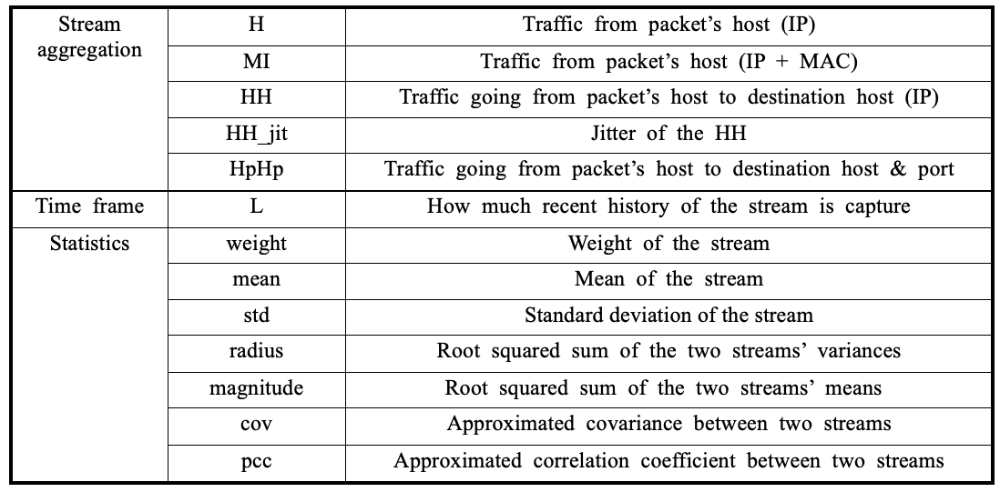 Stream aggregation H Traffic from packet’s host (IP)
MI Traffic from packet’s host (IP + MAC)
HH Traffic going from packet’s host to destination host (IP)
HH_jit Jitter of the HH
HpHp Traffic going from packet’s host to destination host & port
Time frame L How much recent history of the stream is capture
Statistics weight Weight of the stream
mean Mean of the stream
std Standard deviation of the stream
radius Root squared sum of the two streams’ variances
magnitude Root squared sum of the two streams’ means
cov Approximated covariance between two streams
pcc Approximated correlation coefficient between two streams